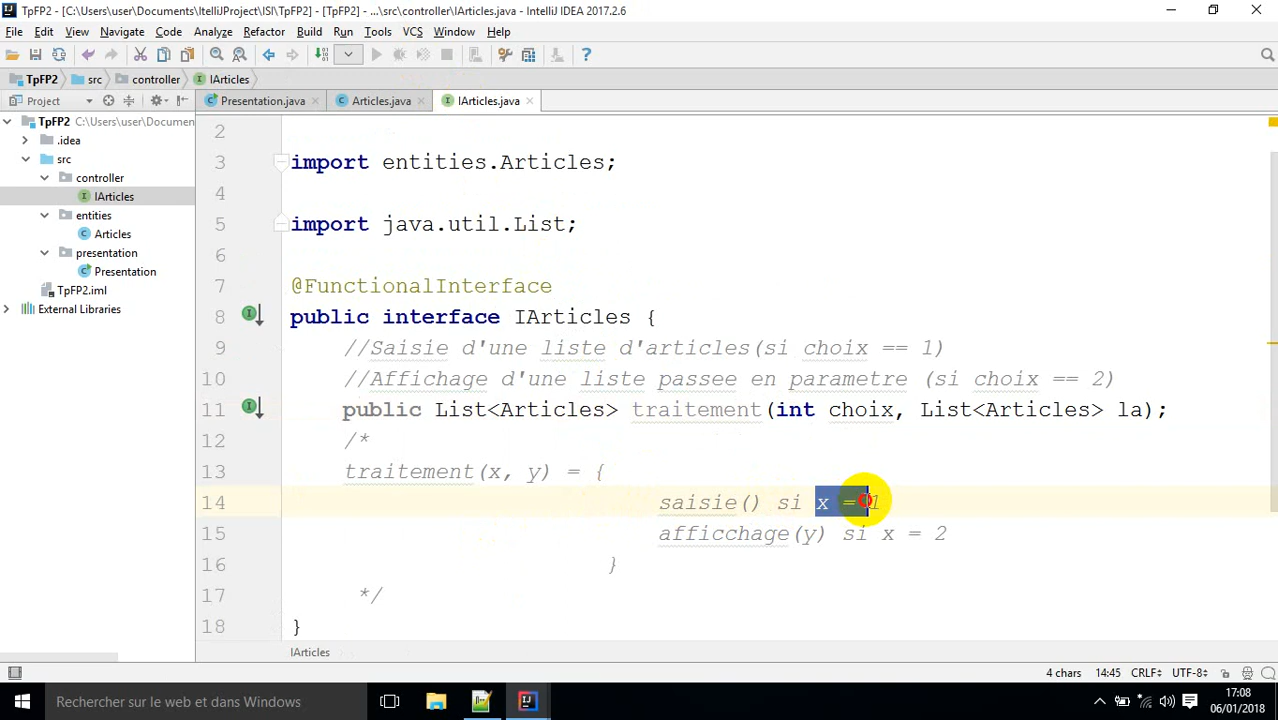 TpFP2 - [C:\Users\user\Documents\ItelliJProject\ISI\TpFP2] - [TpFP2] - ...\src\controller\IArticles.java - IntelliJ IDEA 2017.2.6
File Edit View Navigate Code Analyze Refactor Build Run Tools VCS Window Help
TpFP2 src controller IArticles
Project Presentation.java Articles.java IArticles.java
TpFP2 C:\Users\user\Documen
.idea
src
controller
IArticles
entities
Articles
presentation
Presentation
TpFP2.iml
External Libraries
2
3 import entities.Articles;
4
5 import java.util.List;
6
7 @FunctionalInterface
8 public interface IArticles {
9 //Saisie d'une liste d'articles(si choix == 1)
10 //Affichage d'une liste passee en parametre (si choix == 2)
11 public List<Articles> traitement(int choix, List<Articles> la);
12 /*
13 traitement(x, y) = {
14 saisie() si x = 1
15 afficchage(y) si x = 2
16 }
17 */
18 }
IArticles
4 chars 14:45 CRLF UTF-8
Rechercher sur le web et dans Windows
17:08
06/01/2018